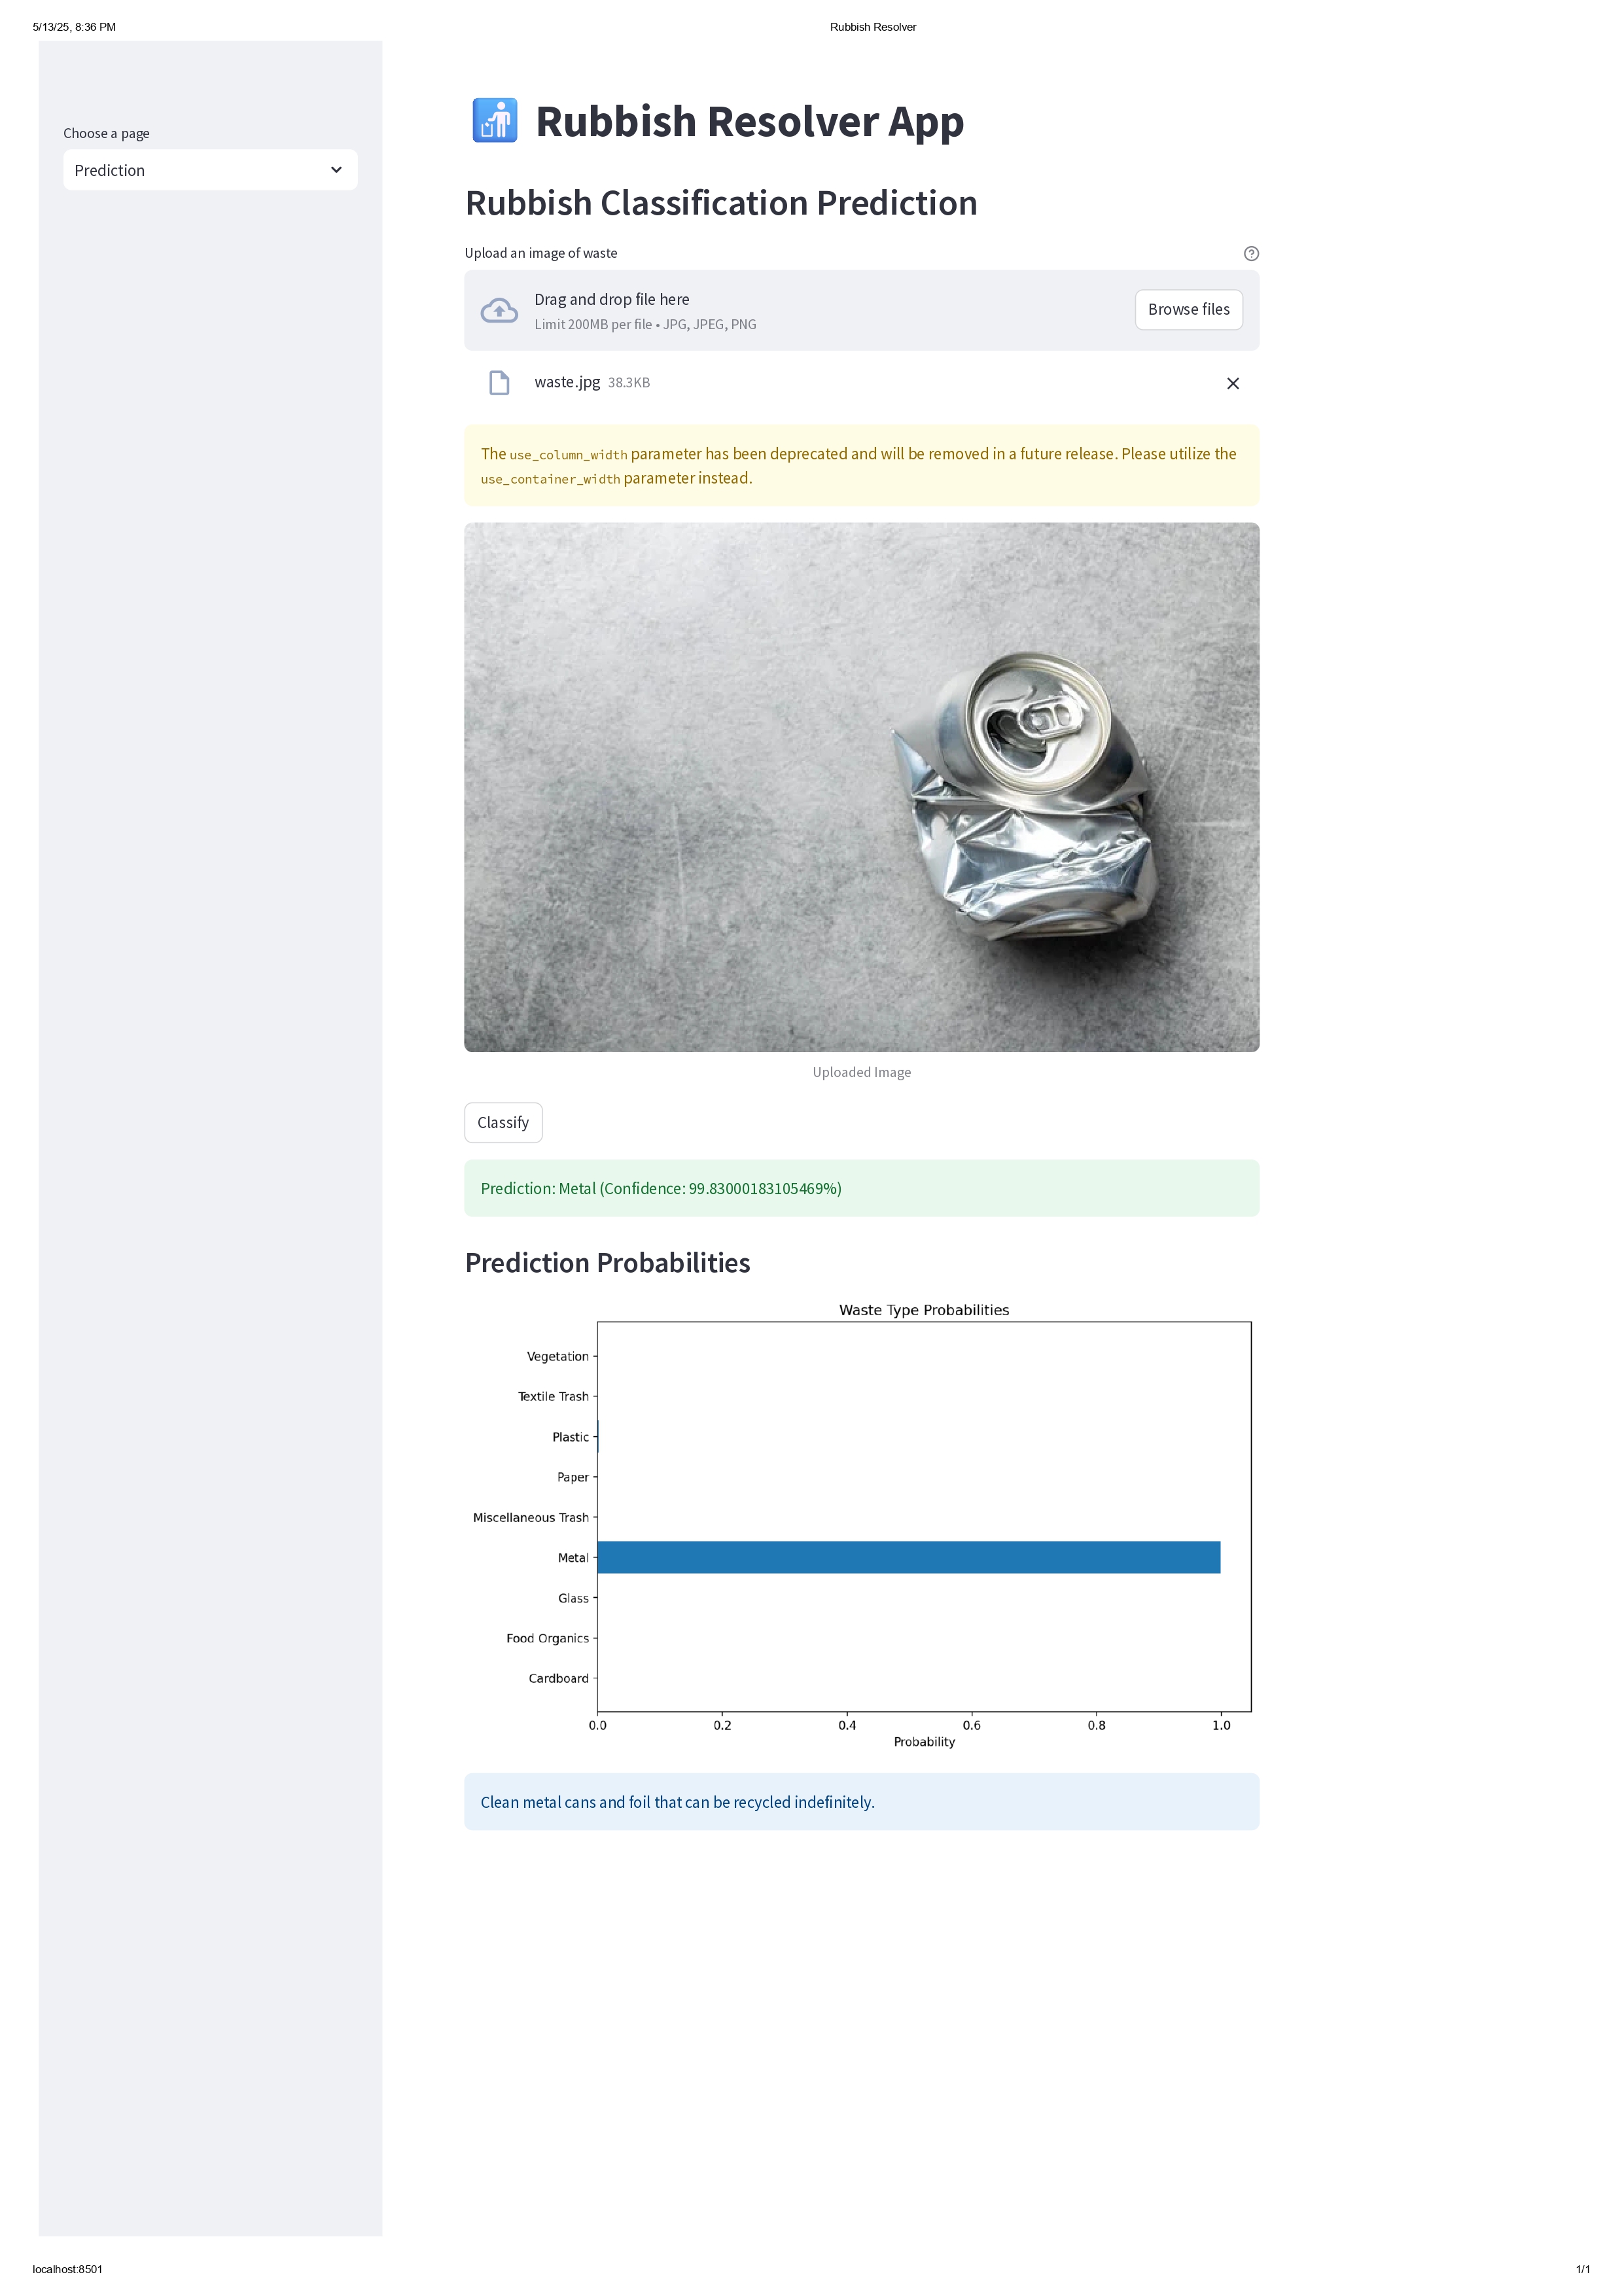 5/13/25, 8:36 PM
Rubbish Resolver
Choose a page
Prediction
Rubbish Resolver App
Rubbish Classification Prediction
Upload an image of waste
Drag and drop file here
Limit 200MB per file • JPG, JPEG, PNG
Browse files
waste.jpg 38.3KB
The use_column_width parameter has been deprecated and will be removed in a future release. Please utilize the
use_container_width parameter instead.
Uploaded Image
Classify
Prediction: Metal (Confidence: 99.83000183105469%)
Prediction Probabilities
Waste Type Probabilities
Vegetation
Textile Trash
Plastic
Paper
Miscellaneous Trash
Metal
Glass
Food Organics
Cardboard
0.0 0.2 0.4 0.6 0.8 1.0
Probability
Clean metal cans and foil that can be recycled indefinitely.
localhost:8501
1/1